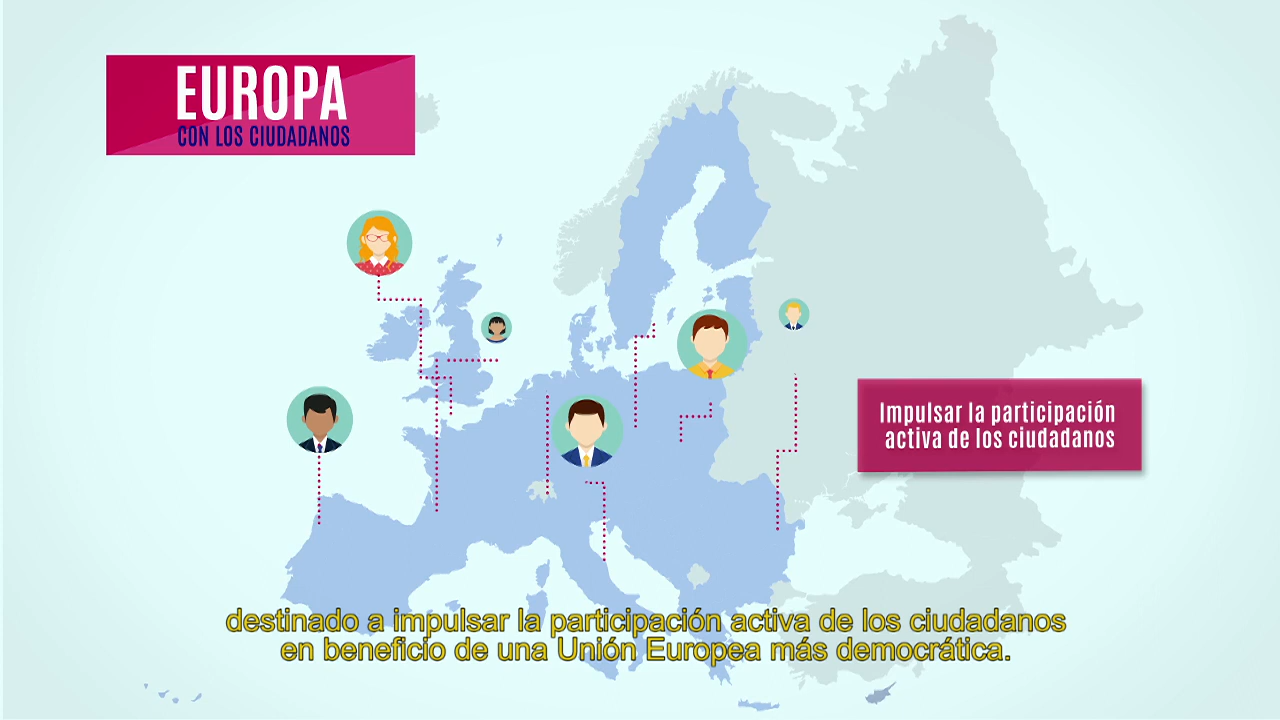 EUROPA
CON LOS CIUDADANOS
Impulsar la participación
activa de los ciudadanos
destinado a impulsar la participación activa de los ciudadanos
en beneficio de una Unión Europea más democrática.